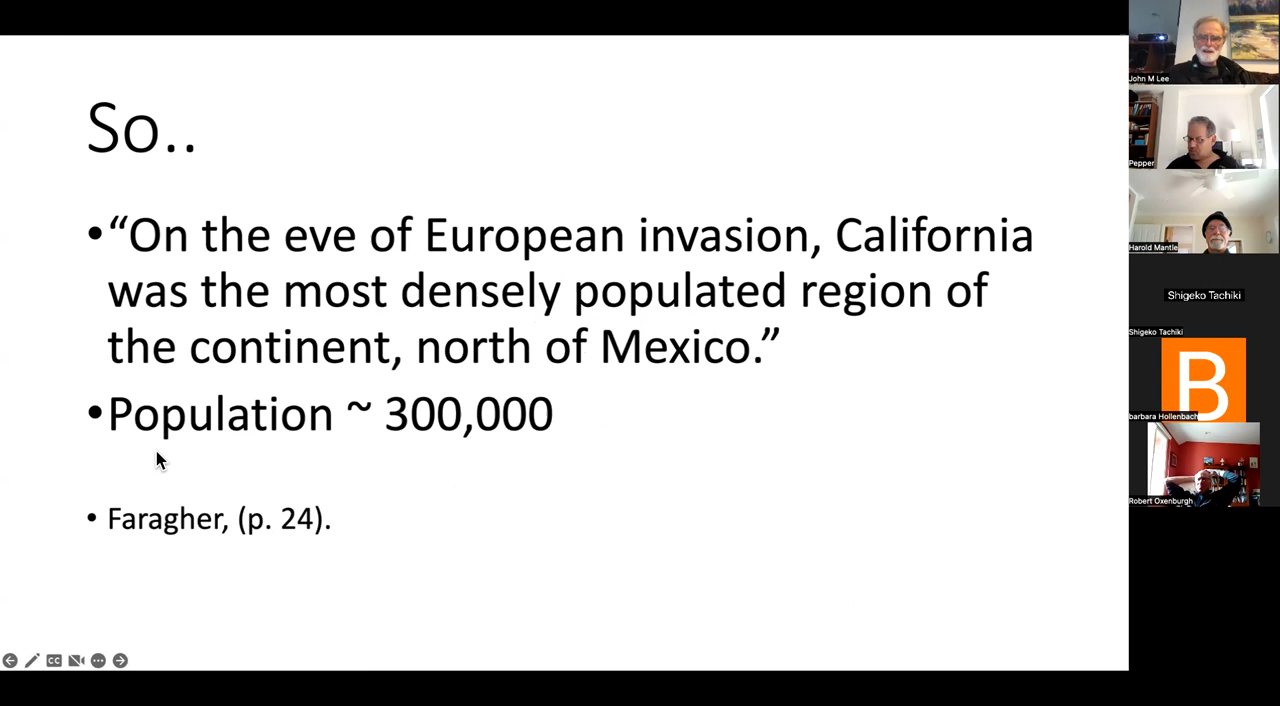 So..
•“On the eve of European invasion, California
was the most densely populated region of
the continent, north of Mexico.”
•Population ~ 300,000
• Faragher, (p. 24).
CC
John M Lee
Pepper
Harold Mantle
Shigeko Tachiki
Shigeko Tachiki
B
barbara Hollenbach
Robert Oxenburgh